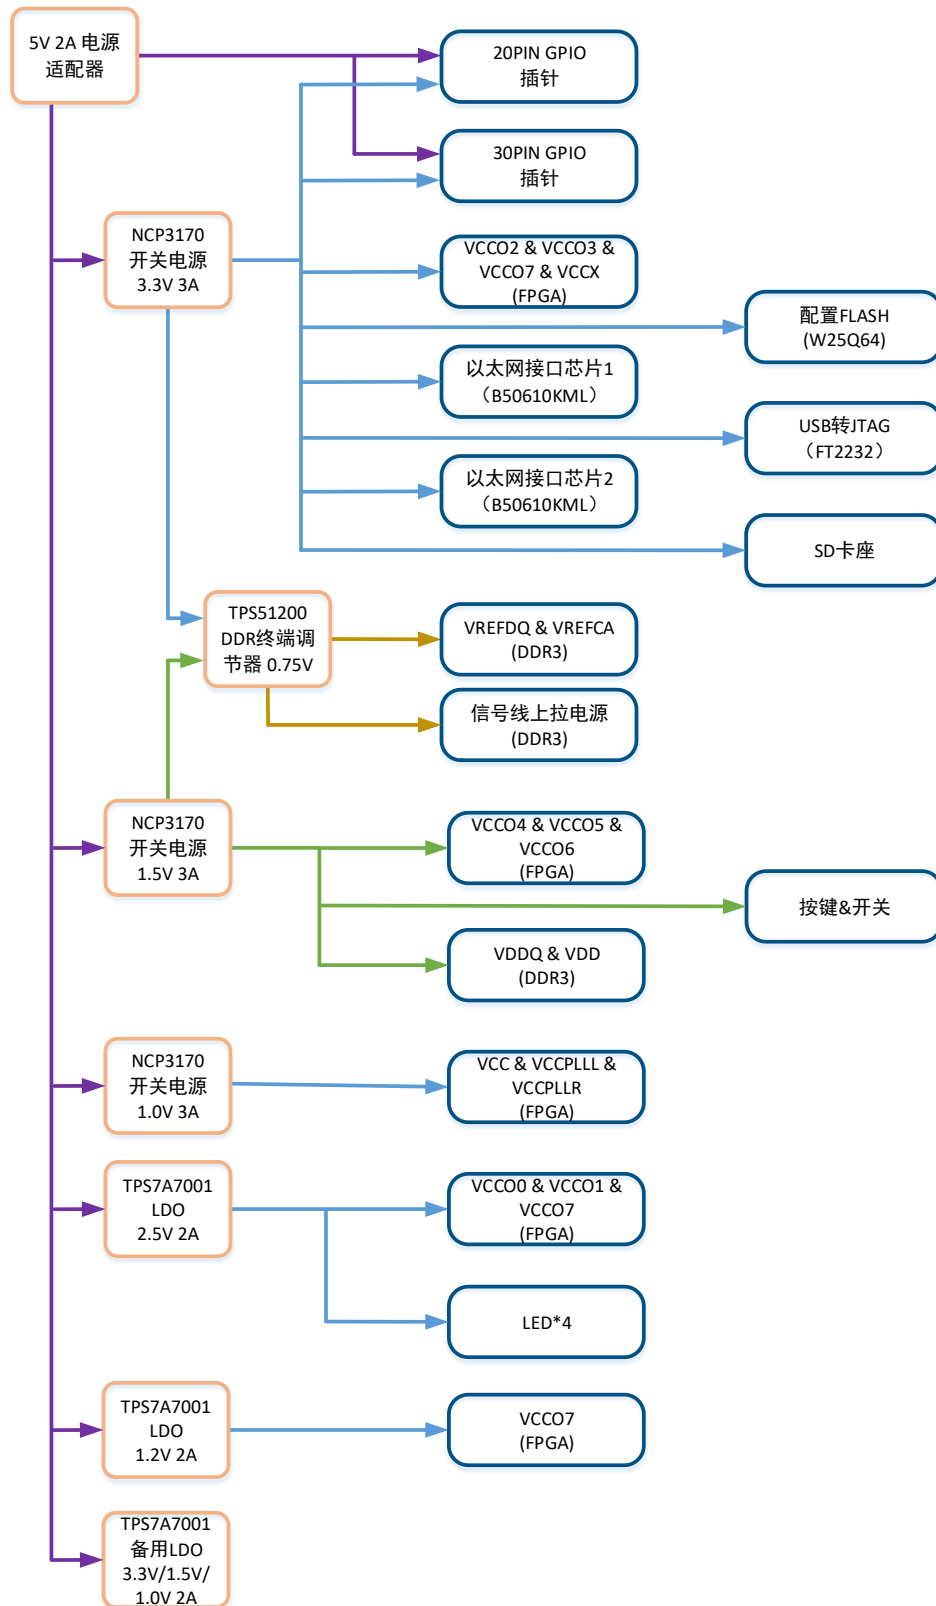 5V 2A 电源
适配器
20PIN GPIO
插针
30PIN GPIO
插针
NCP3170
开关电源
3.3V 3A
VCCO2 & VCCO3 &
VCCO7 & VCCX
(FPGA)
配置FLASH
(W25Q64)
以太网接口芯片1
（B50610KML）
USB转JTAG
（FT2232）
以太网接口芯片2
（B50610KML）
SD卡座
TPS51200
DDR终端调
节器 0.75V
VREFDQ & VREFCA
(DDR3)
信号线上拉电源
(DDR3)
NCP3170
开关电源
1.5V 3A
VCCO4 & VCCO5 &
VCCO6
(FPGA)
按键&开关
VDDQ & VDD
(DDR3)
NCP3170
开关电源
1.0V 3A
VCC & VCCPLLL &
VCCPLLR
(FPGA)
TPS7A7001
LDO
2.5V 2A
VCCO0 & VCCO1 &
VCCO7
(FPGA)
LED*4
TPS7A7001
LDO
1.2V 2A
VCCO7
(FPGA)
TPS7A7001
备用LDO
3.3V/1.5V/
1.0V 2A